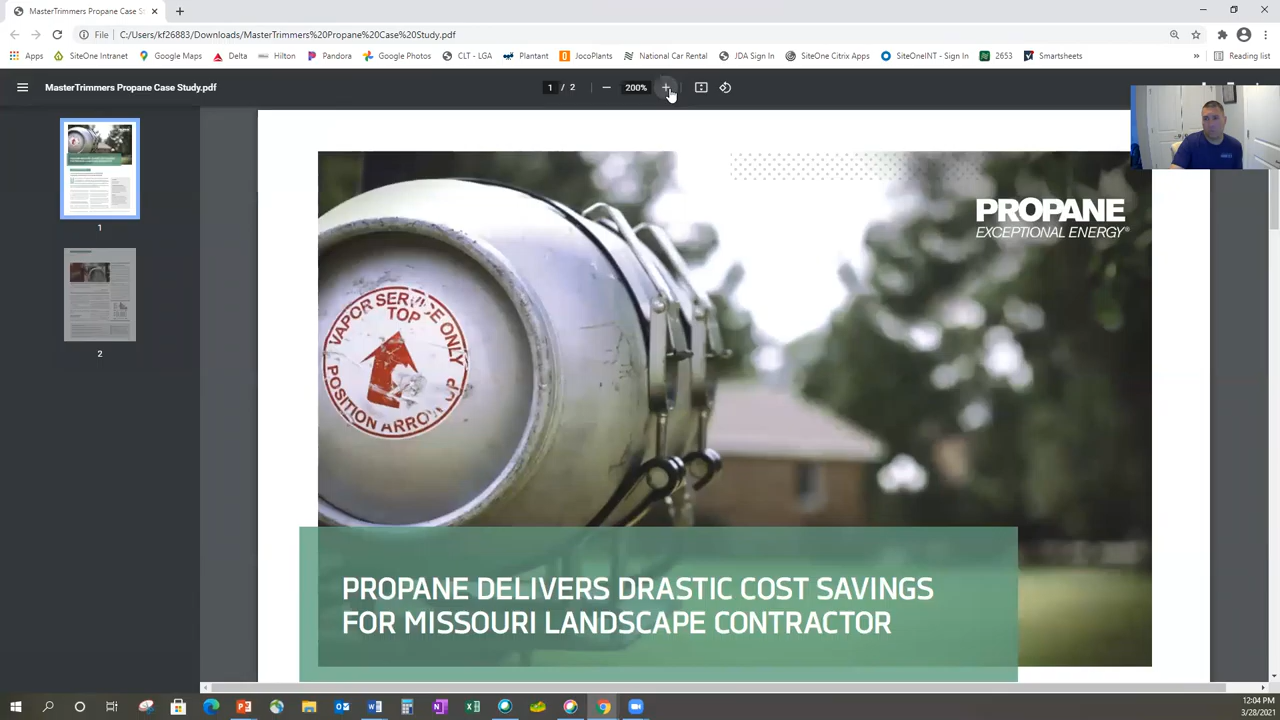 MasterTrimmers Propane Case St
File
C:/Users/kf26883/Downloads/MasterTrimmers%20Propane%20Case%20Study.pdf
Apps
SiteOne Intranet
Google Maps
Delta
Hilton
Pandora
Google Photos
CLT - LGA
Plantant
JocoPlants
National Car Rental
JDA Sign In
SiteOne Citrix Apps
SiteOneINT - Sign In
2653
Smartsheets
»
Reading list
MasterTrimmers Propane Case Study.pdf
1 / 2
200%
1
2
PROPANE
EXCEPTIONAL ENERGY®
VAPOR SERVICE ONLY
TOP
POSITION ARROW UP
PROPANE DELIVERS DRASTIC COST SAVINGS
FOR MISSOURI LANDSCAPE CONTRACTOR
12:04 PM
3/28/2021